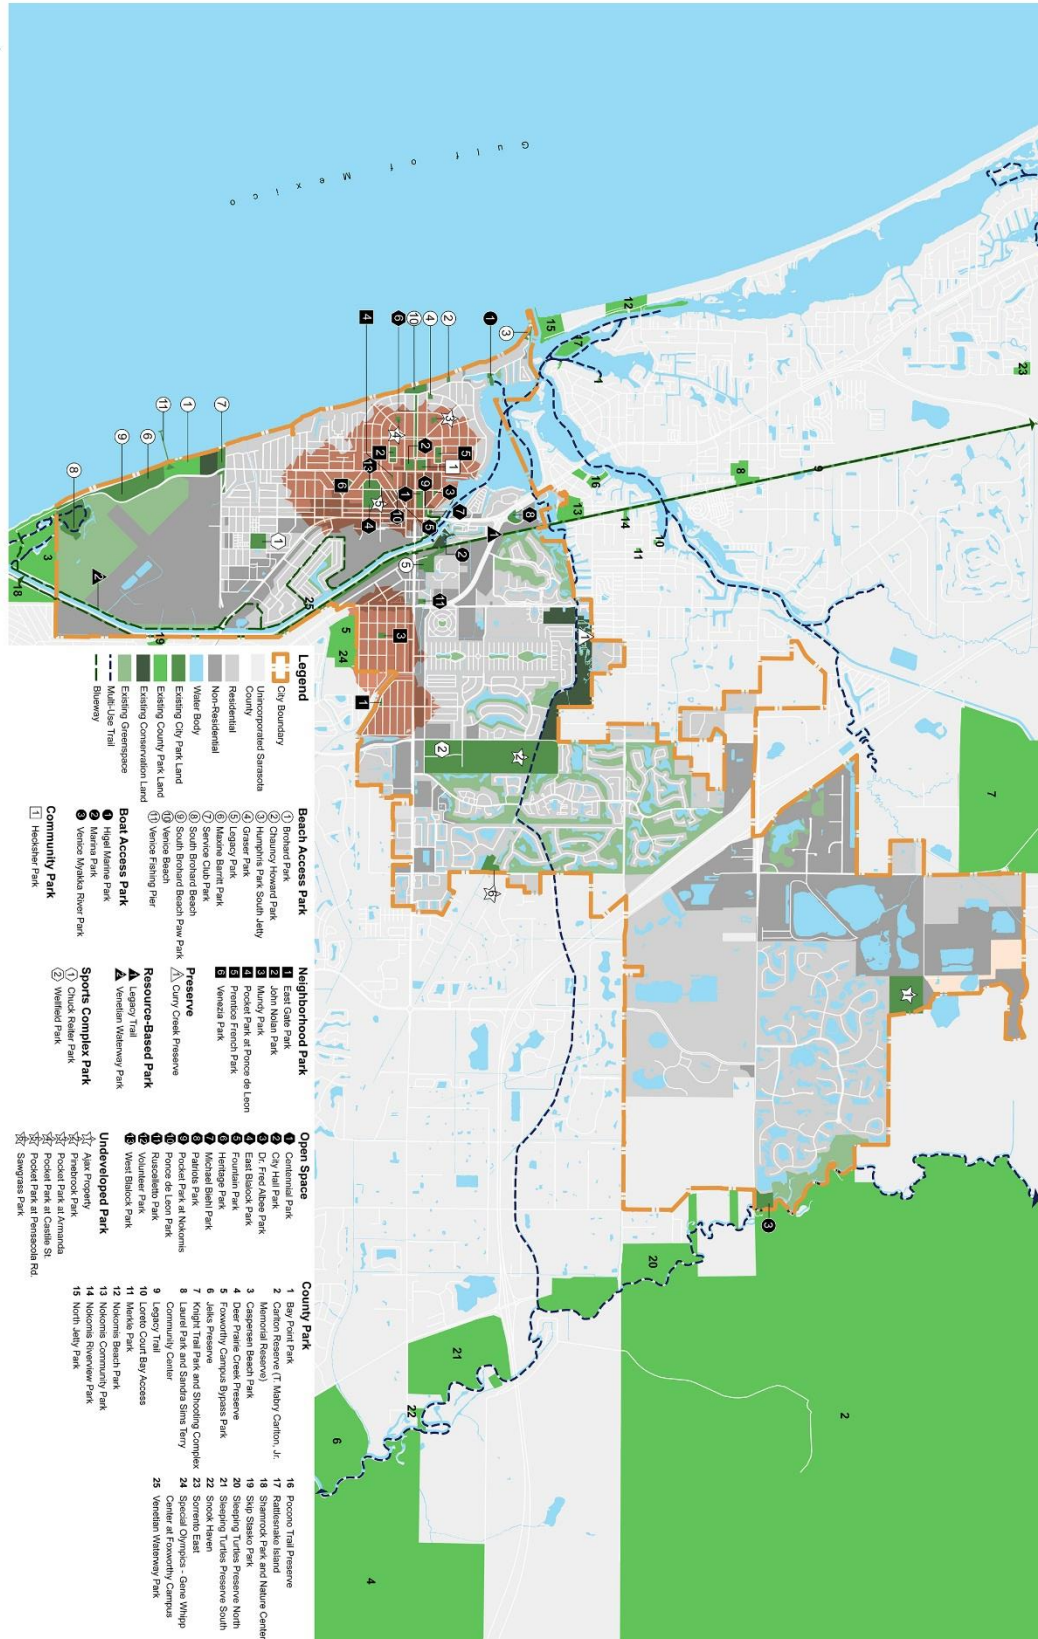 Gulf of Mexico
Legend
City Boundary
Unincorporated Sarasota
County
Residential
Non-Residential
Water Body
Existing City Park Land
Existing County Park Land
Existing Conservation Land
Existing Greenspace
Multi-Use Trail
Blueway
Beach Access Park
1 Brohard Park
2 Chauncy Howard Park
3 Humphris Park South Jetty
4 Graser Park
5 Legacy Park
6 Maxine Barritt Park
7 Service Club Park
8 South Brohard Beach
9 South Brohard Beach Paw Park
10 Venice Beach
11 Venice Fishing Pier
Boat Access Park
1 Higel Marine Park
2 Marina Park
3 Venice Myakka River Park
Community Park
1 Hecksher Park
Neighborhood Park
1 East Gate Park
2 John Nolan Park
3 Mundy Park
4 Pocket Park at Ponce de Leon
5 Prentice French Park
6 Venezia Park
Preserve
1 Curry Creek Preserve
Resource-Based Park
1 Legacy Trail
2 Venetian Waterway Park
Sports Complex Park
1 Chuck Reiter Park
2 Wellfield Park
Open Space
1 Centennial Park
2 City Hall Park
3 Dr. Fred Albee Park
4 East Blalock Park
5 Fountain Park
6 Heritage Park
7 Michael Biehl Park
8 Patriots Park
9 Pocket Park at Nokomis
10 Ponce de Leon Park
11 Ruscelletto Park
12 Volunteer Park
13 West Blalock Park
Undeveloped Park
1 Ajax Property
2 Pinebrook Park
3 Pocket Park at Armanda
4 Pocket Park at Castile St.
5 Pocket Park at Pensacola Rd.
6 Sawgrass Park
County Park
1 Bay Point Park
2 Carlton Reserve (T. Mabry Carlton, Jr.
Memorial Reserve)
3 Caspersen Beach Park
4 Deer Prairie Creek Preserve
5 Foxworthy Campus Bypass Park
6 Jelks Preserve
7 Knight Trail Park and Shooting Complex
8 Laurel Park and Sandra Sims Terry
Community Center
9 Legacy Trail
10 Loreto Court Bay Access
11 Merkle Park
12 Nokomis Beach Park
13 Nokomis Community Park
14 Nokomis Riverview Park
15 North Jetty Park
16 Pocono Trail Preserve
17 Rattlesnake Island
18 Shamrock Park and Nature Center
19 Skip Stasko Park
20 Sleeping Turtles Preserve North
21 Sleeping Turtles Preserve South
22 Snook Haven
23 Sorrento East
24 Special Olympics - Gene Whipp
Center at Foxworthy Campus
25 Venetian Waterway Park